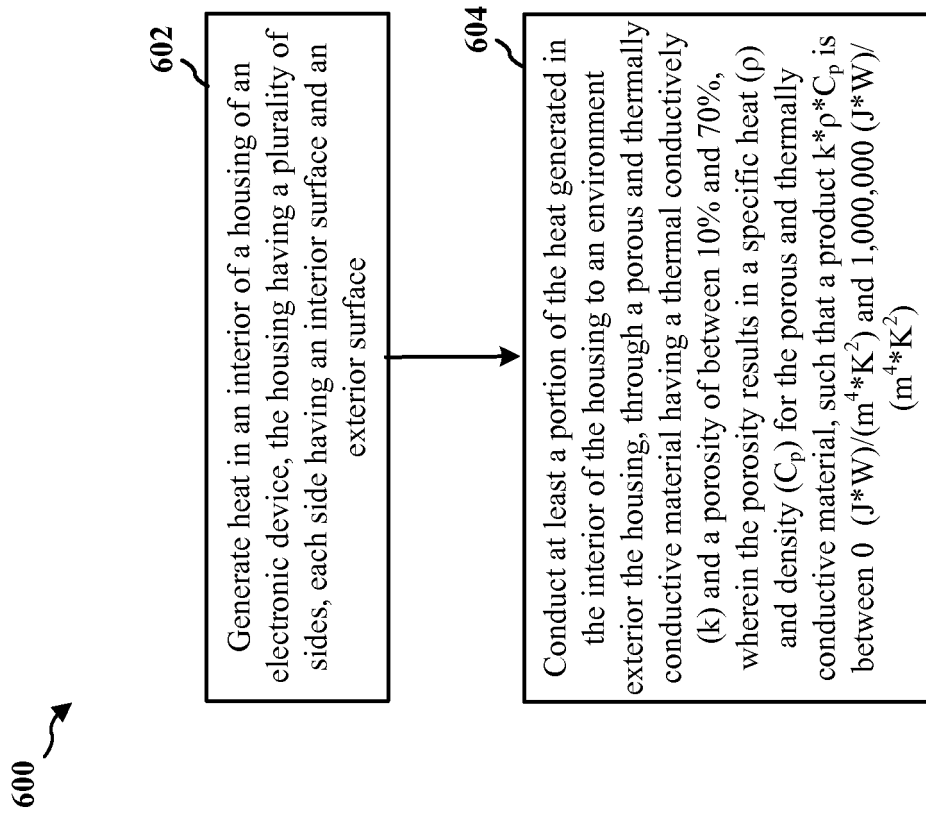 600
602
Generate heat in an interior of a housing of an
electronic device, the housing having a plurality of
sides, each side having an interior surface and an
exterior surface
604
Conduct at least a portion of the heat generated in
the interior of the housing to an environment
exterior the housing, through a porous and thermally
conductive material having a thermal conductively
(k) and a porosity of between 10% and 70%,
wherein the porosity results in a specific heat (ρ)
and density (Cₚ) for the porous and thermally
conductive material, such that a product k*ρ*Cₚ is
between 0 (J*W)/(m⁴*K²) and 1,000,000 (J*W)/
(m⁴*K²)